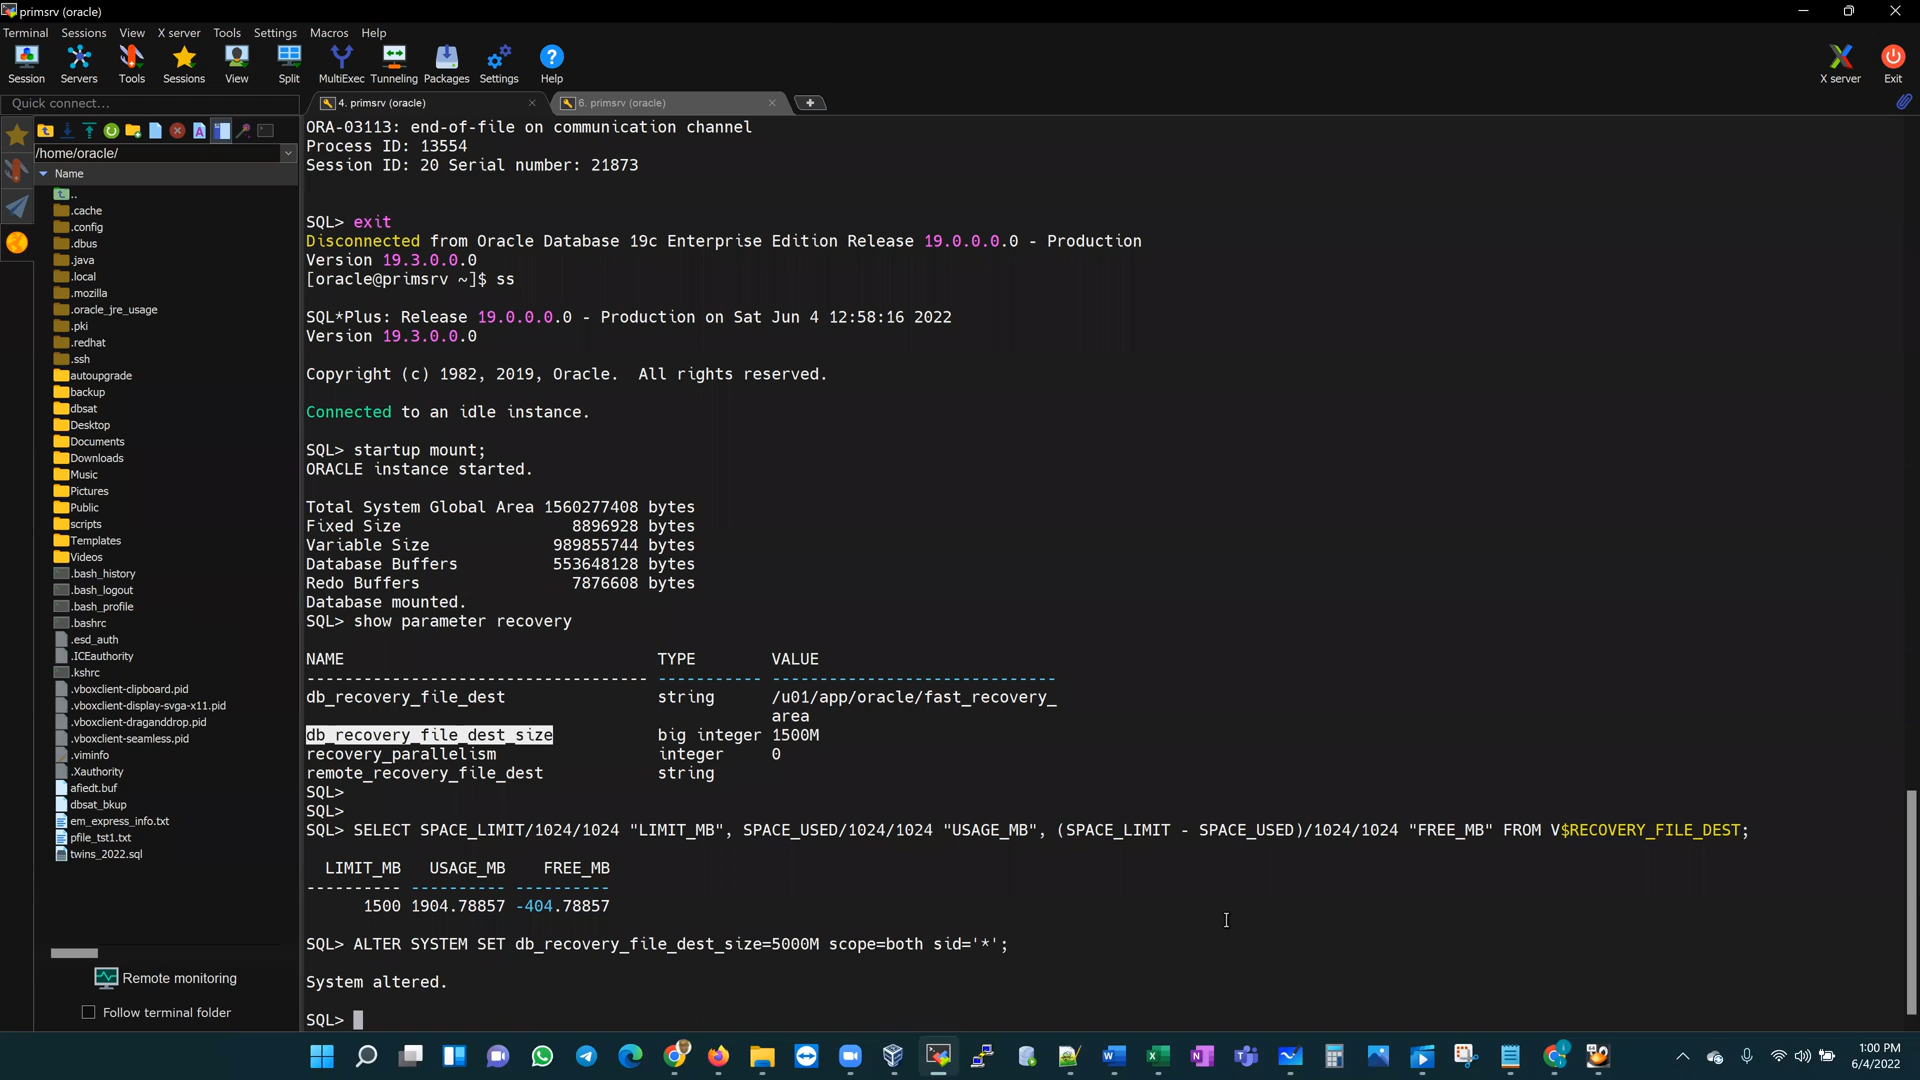 primsrv (oracle)
Terminal Sessions View X server Tools Settings Macros Help
Session Servers Tools Sessions View Split MultiExec Tunneling Packages Settings Help X server Exit
Quick connect...
4. primsrv (oracle)
6. primsrv (oracle)
/home/oracle/
Name
..
.cache
.config
.dbus
.java
.local
.mozilla
.oracle_jre_usage
.pki
.redhat
.ssh
autoupgrade
backup
dbsat
Desktop
Documents
Downloads
Music
Pictures
Public
scripts
Templates
Videos
.bash_history
.bash_logout
.bash_profile
.bashrc
.esd_auth
.ICEauthority
.kshrc
.vboxclient-clipboard.pid
.vboxclient-display-svga-x11.pid
.vboxclient-draganddrop.pid
.vboxclient-seamless.pid
.viminfo
.Xauthority
afiedt.buf
dbsat_bkup
em_express_info.txt
pfile_tst1.txt
twins_2022.sql
Remote monitoring
Follow terminal folder
ORA-03113: end-of-file on communication channel
Process ID: 13554
Session ID: 20 Serial number: 21873
SQL> exit
Disconnected from Oracle Database 19c Enterprise Edition Release 19.0.0.0.0 - Production
Version 19.3.0.0.0
[oracle@primsrv ~]$ ss
SQL*Plus: Release 19.0.0.0.0 - Production on Sat Jun 4 12:58:16 2022
Version 19.3.0.0.0
Copyright (c) 1982, 2019, Oracle.  All rights reserved.
Connected to an idle instance.
SQL> startup mount;
ORACLE instance started.
Total System Global Area 1560277408 bytes
Fixed Size 8896928 bytes
Variable Size 989855744 bytes
Database Buffers 553648128 bytes
Redo Buffers 7876608 bytes
Database mounted.
SQL> show parameter recovery
NAME TYPE VALUE
------------------------------------ ----------- ------------------------------
db_recovery_file_dest string /u01/app/oracle/fast_recovery_
area
db_recovery_file_dest_size big integer 1500M
recovery_parallelism integer 0
remote_recovery_file_dest string
SQL>
SQL>
SQL> SELECT SPACE_LIMIT/1024/1024 "LIMIT_MB", SPACE_USED/1024/1024 "USAGE_MB", (SPACE_LIMIT - SPACE_USED)/1024/1024 "FREE_MB" FROM V$RECOVERY_FILE_DEST;
LIMIT_MB USAGE_MB FREE_MB
---------- ---------- ----------
1500 1904.78857 -404.78857
SQL> ALTER SYSTEM SET db_recovery_file_dest_size=5000M scope=both sid='*';
System altered.
SQL>
1:00 PM
6/4/2022